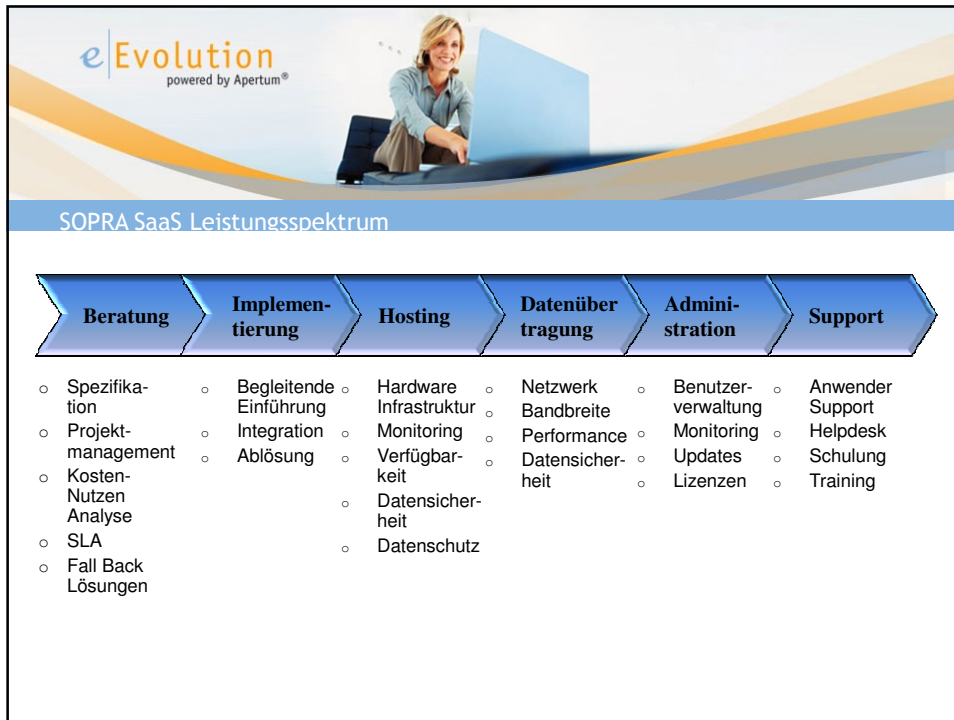 e Evolution
powered by Apertum®
SOPRA SaaS Leistungsspektrum
Beratung
Implemen-
tierung
Hosting
Datenüber
tragung
Admini-
stration
Support
○ Spezifika-
tion
○ Projekt-
management
○ Kosten-
Nutzen
Analyse
○ SLA
○ Fall Back
Lösungen
○ Begleitende
Einführung
○ Integration
○ Ablösung
○ Hardware
Infrastruktur
○ Monitoring
○ Verfügbar-
keit
○ Datensicher-
heit
○ Datenschutz
○ Netzwerk
○ Bandbreite
○ Performance
○ Datensicher-
heit
○ Benutzer-
verwaltung
○ Monitoring
○ Updates
○ Lizenzen
○ Anwender
Support
○ Helpdesk
○ Schulung
○ Training